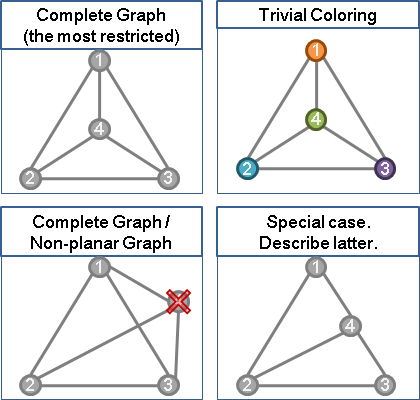 Complete Graph
(the most restricted)
1
4
2
3
Trivial Coloring
1
4
2
3
Complete Graph /
Non-planar Graph
1
2
3
Special case.
Describe latter.
1
4
2
3